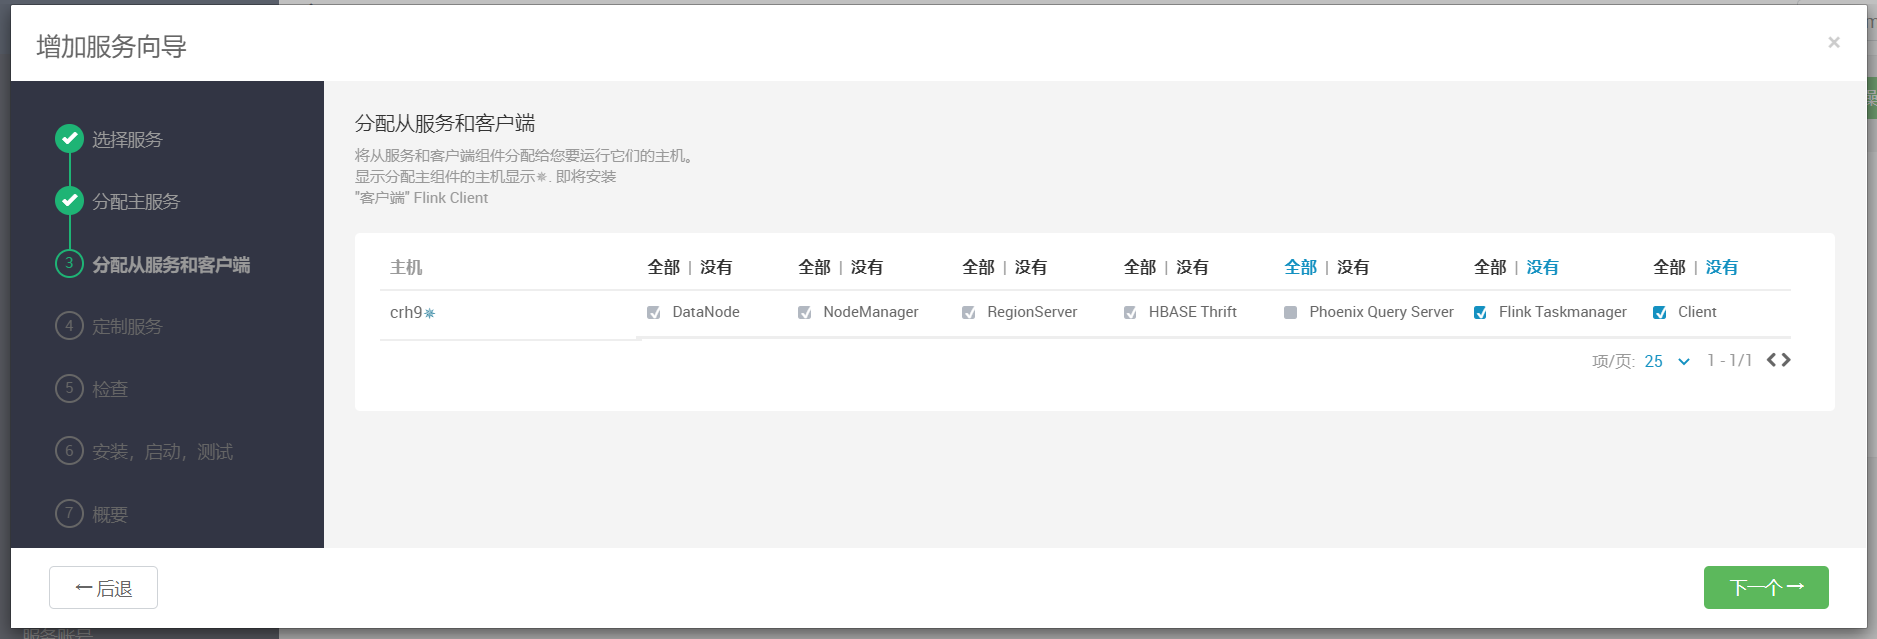 增加服务向导
×
选择服务
分配主服务
3 分配从服务和客户端
4 定制服务
5 检查
6 安装，启动，测试
7 概要
分配从服务和客户端
将从服务和客户端组件分配给您要运行它们的主机。
显示分配主组件的主机显示✵. 即将安装
"客户端" Flink Client
主机 全部 | 没有 全部 | 没有 全部 | 没有 全部 | 没有 全部 | 没有 全部 | 没有 全部 | 没有
crh9✵ DataNode NodeManager RegionServer HBASE Thrift Phoenix Query Server Flink Taskmanager Client
项/页: 25 1 - 1/1
←后退
下一个→
服务账号